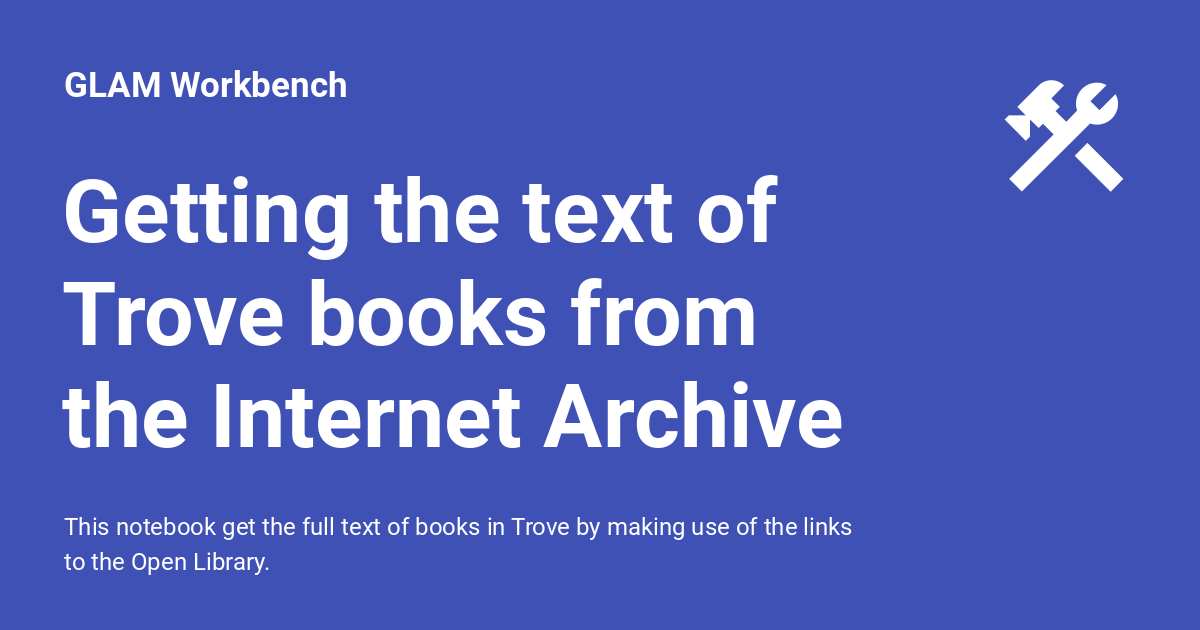 GLAM Workbench
Getting the text of
Trove books from
the Internet Archive
This notebook get the full text of books in Trove by making use of the links
to the Open Library.